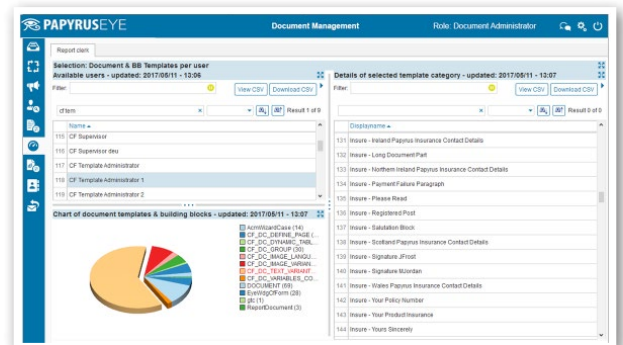 PAPYRUSEYE
Document Management
Role: Document Administrator
Report client
Selection: Document & BB Templates per user
Available users - updated: 2017/05/11 - 13:06
Filter:
View CSV
Download CSV
cf tem
Result 1 of 9
Name
115 CF Supervisor
116 CF Supervisor deu
117 CF Template Administrator
118 CF Template Administrator 1
119 CF Template Administrator 2
Chart of document templates & building blocks - updated: 2017/05/11 - 13:07
AcmWizardCase (14)
CF_DC_DEFINE_PAGE (...
CF_DC_DYNAMIC_TABL...
CF_DC_GROUP (30)
CF_DC_IMAGE_LANGU...
CF_DC_IMAGE_VARIAN...
CF_DC_TEXT_VARIANT...
CF_DC_VARIABLES_CO...
DOCUMENT (69)
EyeWdgCfForm (28)
gtc (1)
ReportDocument (3)
Details of selected template category - updated: 2017/05/11 - 13:07
Filter:
View CSV
Download CSV
Result 0 of 0
Displayname
131 Insure - Ireland Papyrus Insurance Contact Details
132 Insure - Long Document Part
133 Insure - Northern Ireland Papyrus Insurance Contact Details
134 Insure - Payment Failure Paragraph
135 Insure - Please Read
136 Insure - Registered Post
137 Insure - Salutation Block
138 Insure - Scotland Papyrus Insurance Contact Details
139 Insure - Signature JFrost
140 Insure - Signature MJordan
141 Insure - Wales Papyrus Insurance Contact Details
142 Insure - Your Policy Number
143 Insure - Your Product Insurance
144 Insure - Yours Sincerely